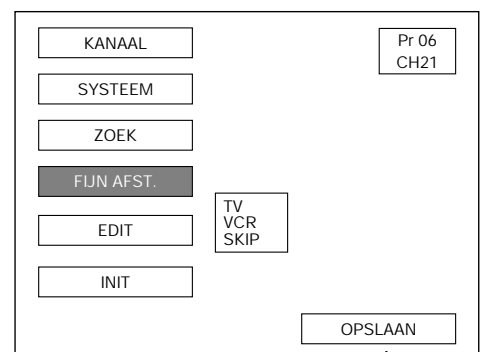 KANAAL
Pr 06
CH21
SYSTEEM
ZOEK
FIJN AFST.
TV
VCR
SKIP
EDIT
INIT
OPSLAAN